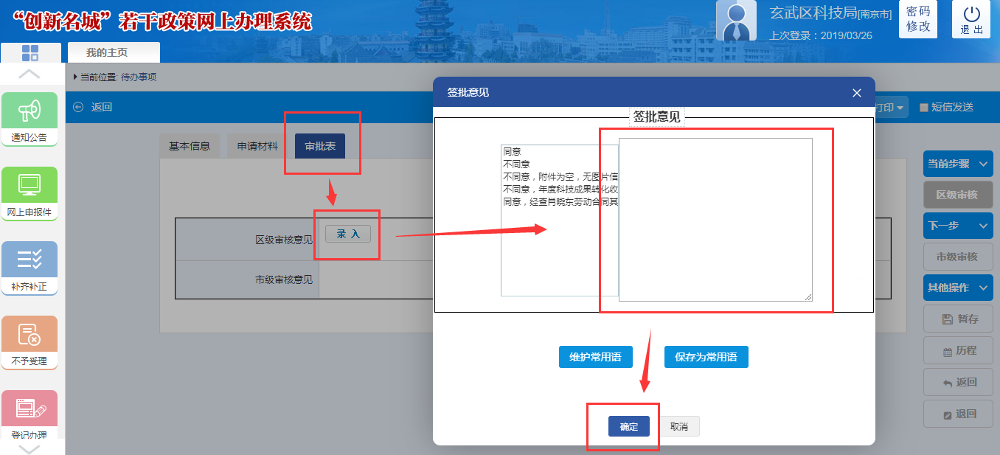 “创新名城”若干政策网上办理系统
玄武区科技局[南京市]
上次登录：2019/03/26
密码
修改
退 出
我的主页
当前位置: 待办事项
返回
打印
短信发送
通知公告
网上申报件
补齐补正
不予受理
登记办理
基本信息
申请材料
审批表
区级审核意见
录 入
市级审核意见
签批意见
签批意见
同意
不同意
不同意，附件为空，无图片信
不同意，年度科技成果转化收
同意，经查肖晓东劳动合同其
维护常用语
保存为常用语
确定
取消
当前步骤
区级审核
下一步
市级审核
其他操作
暂存
历程
返回
退回